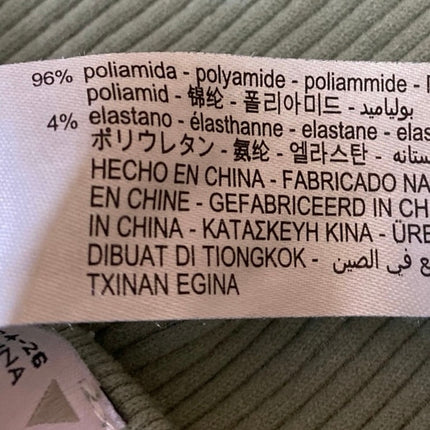 96% poliamida - polyamide - poliammide -
poliamid - 锦纶 - 폴리아미드 - بولياميد
4% elastano - élasthanne - elastane - elas
ポリウレタン - 氨纶 - 엘라스탄 -
HECHO EN CHINA - FABRICADO NA
EN CHINE - GEFABRICEERD IN CH
IN CHINA - ΚΑΤΑΣΚΕΥΗ ΚΙΝΑ - ÜRE
DIBUAT DI TIONGKOK - ع في الصين
TXINAN EGINA
-26
NA